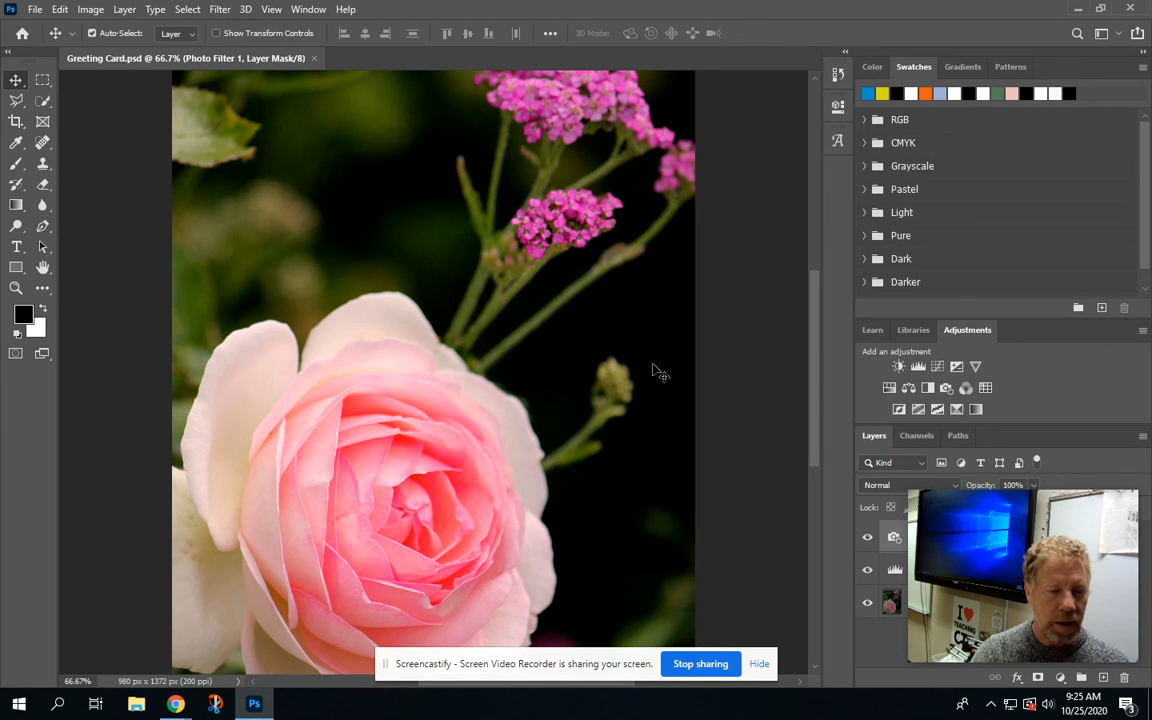 Ps File Edit Image Layer Type Select Filter 3D View Window Help
Auto-Select: Layer Show Transform Controls 3D Mode:
Greeting Card.psd @ 66.7% (Photo Filter 1, Layer Mask/8)
Color Swatches Gradients Patterns
RGB
CMYK
Grayscale
Pastel
Light
Pure
Dark
Darker
Learn Libraries Adjustments
Add an adjustment
Layers Channels Paths
Kind
Normal Opacity: 100%
Lock:
I
TEACHING
Screencastify - Screen Video Recorder is sharing your screen. Stop sharing Hide
66.67% 980 px x 1372 px (200 ppi)
Ps
9:25 AM
10/25/2020
3